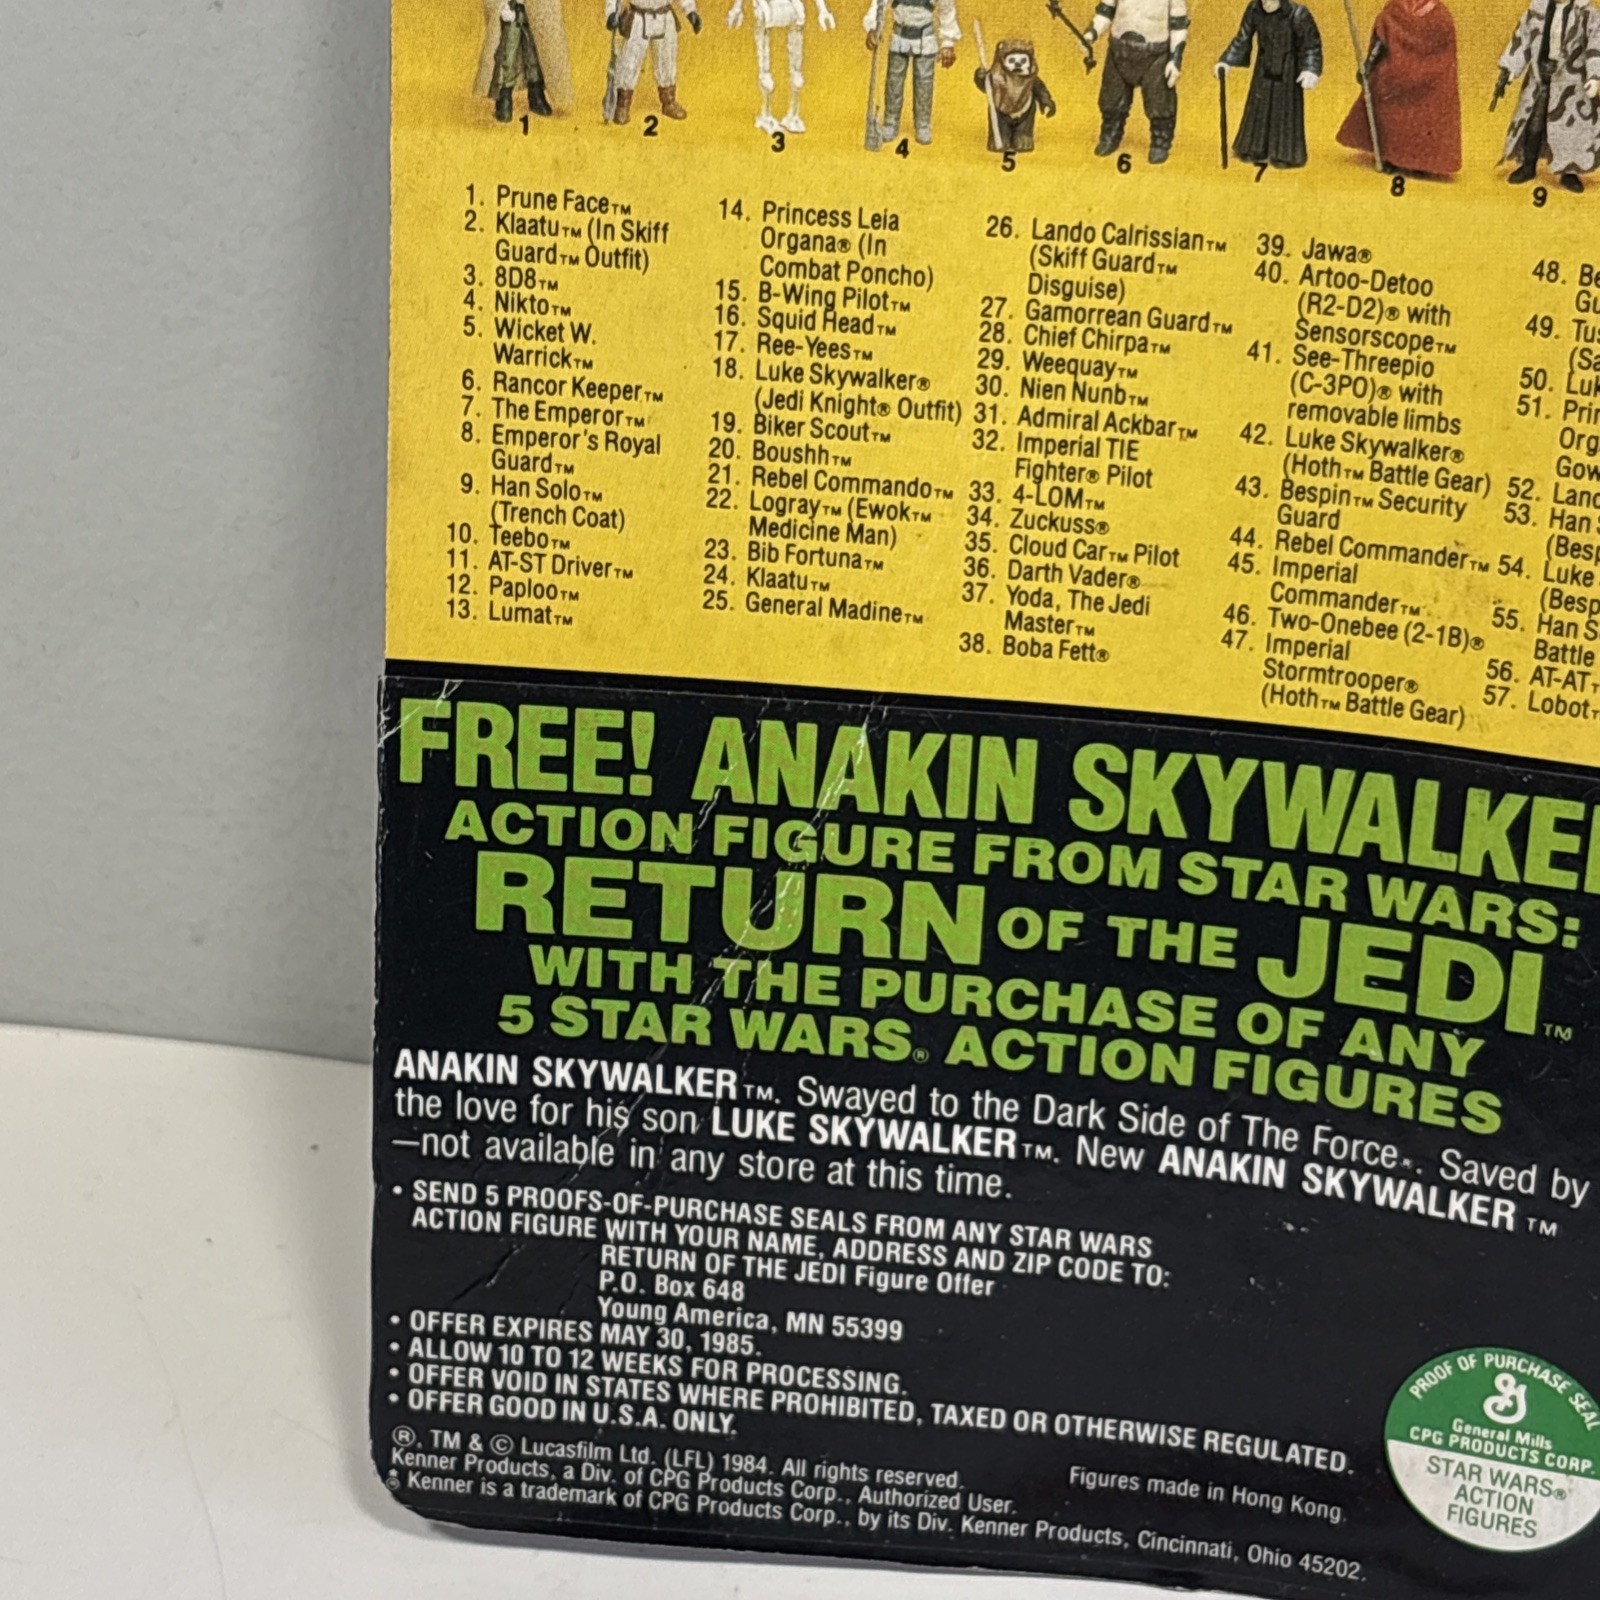 1
2
3
4
5
6
7
8
9
1. Prune Face™
2. Klaatu™ (In Skiff
Guard™ Outfit)
3. 8D8™
4. Nikto™
5. Wicket W.
Warrick™
6. Rancor Keeper™
7. The Emperor™
8. Emperor's Royal
Guard™
9. Han Solo™
(Trench Coat)
10. Teebo™
11. AT-ST Driver™
12. Paploo™
13. Lumat™
14. Princess Leia
Organa® (In
Combat Poncho)
15. B-Wing Pilot™
16. Squid Head™
17. Ree-Yees™
18. Luke Skywalker®
(Jedi Knight® Outfit)
19. Biker Scout™
20. Boushh™
21. Rebel Commando™
22. Logray™ (Ewok™
Medicine Man)
23. Bib Fortuna™
24. Klaatu™
25. General Madine™
26. Lando Calrissian™
(Skiff Guard™
Disguise)
27. Gamorrean Guard™
28. Chief Chirpa™
29. Weequay™
30. Nien Nunb™
31. Admiral Ackbar™
32. Imperial TIE
Fighter® Pilot
33. 4-LOM™
34. Zuckuss®
35. Cloud Car™ Pilot
36. Darth Vader®
37. Yoda, The Jedi
Master™
38. Boba Fett®
39. Jawa®
40. Artoo-Detoo
(R2-D2)® with
Sensorscope™
41. See-Threepio
(C-3PO)® with
removable limbs
42. Luke Skywalker®
(Hoth™ Battle Gear)
43. Bespin™ Security
Guard
44. Rebel Commander™
45. Imperial
Commander™
46. Two-Onebee (2-1B)®
47. Imperial
Stormtrooper®
(Hoth™ Battle Gear)
48. Be
Gu
49. Tus
(Sa
50. Luk
51. Prin
Org
Gow
52. Land
53. Han S
(Besp
54. Luke
(Besp
55. Han S
Battle
56. AT-AT
57. Lobot
FREE! ANAKIN SKYWALKER
ACTION FIGURE FROM STAR WARS:
RETURN OF THE JEDI™
WITH THE PURCHASE OF ANY
5 STAR WARS® ACTION FIGURES
ANAKIN SKYWALKER™. Swayed to the Dark Side of The Force. Saved by
the love for his son LUKE SKYWALKER™. New ANAKIN SKYWALKER™
—not available in any store at this time.
• SEND 5 PROOFS-OF-PURCHASE SEALS FROM ANY STAR WARS
ACTION FIGURE WITH YOUR NAME, ADDRESS AND ZIP CODE TO:
RETURN OF THE JEDI Figure Offer
P.O. Box 648
Young America, MN 55399
• OFFER EXPIRES MAY 30, 1985.
• ALLOW 10 TO 12 WEEKS FOR PROCESSING.
• OFFER VOID IN STATES WHERE PROHIBITED, TAXED OR OTHERWISE REGULATED.
• OFFER GOOD IN U.S.A. ONLY.
®, TM & © Lucasfilm Ltd. (LFL) 1984. All rights reserved.
Kenner Products, a Div. of CPG Products Corp., Authorized User.
Figures made in Hong Kong.
* Kenner is a trademark of CPG Products Corp., by its Div. Kenner Products, Cincinnati, Ohio 45202.
PROOF OF PURCHASE SEAL
General Mills
CPG PRODUCTS CORP.
STAR WARS®
ACTION
FIGURES